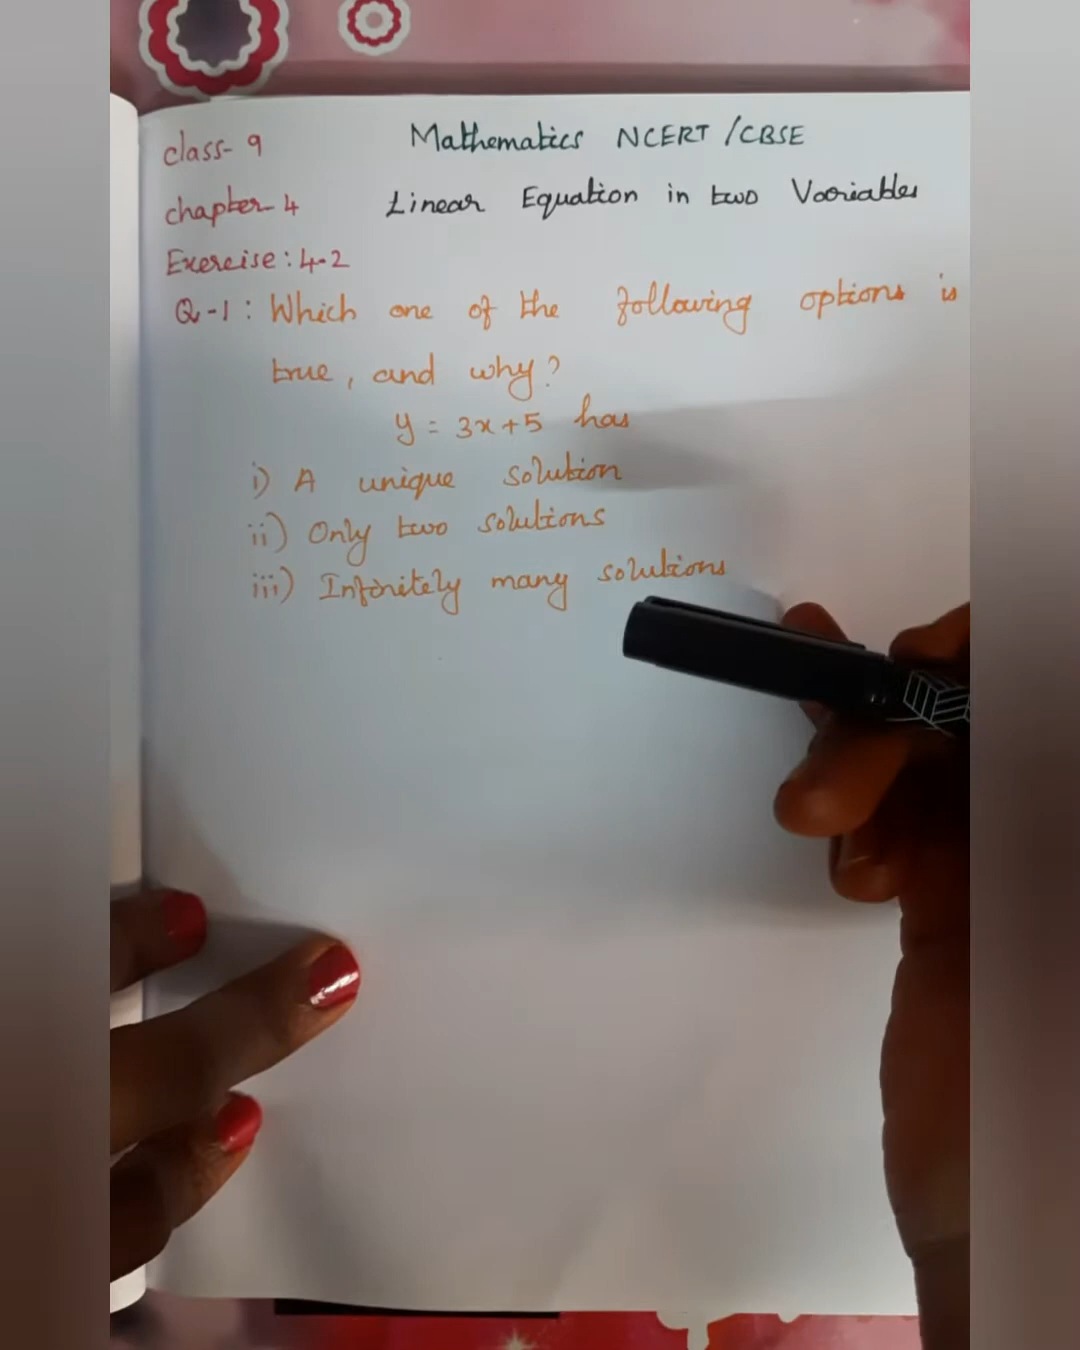 class-9 Mathematics NCERT/CBSE
chapter-4 Linear Equation in two Variables
Exercise: 4.2
Q-1: Which one of the following options is
true, and why?
y = 3x+5 has
i) A unique solution
ii) Only two solutions
iii) Infinitely many solutions